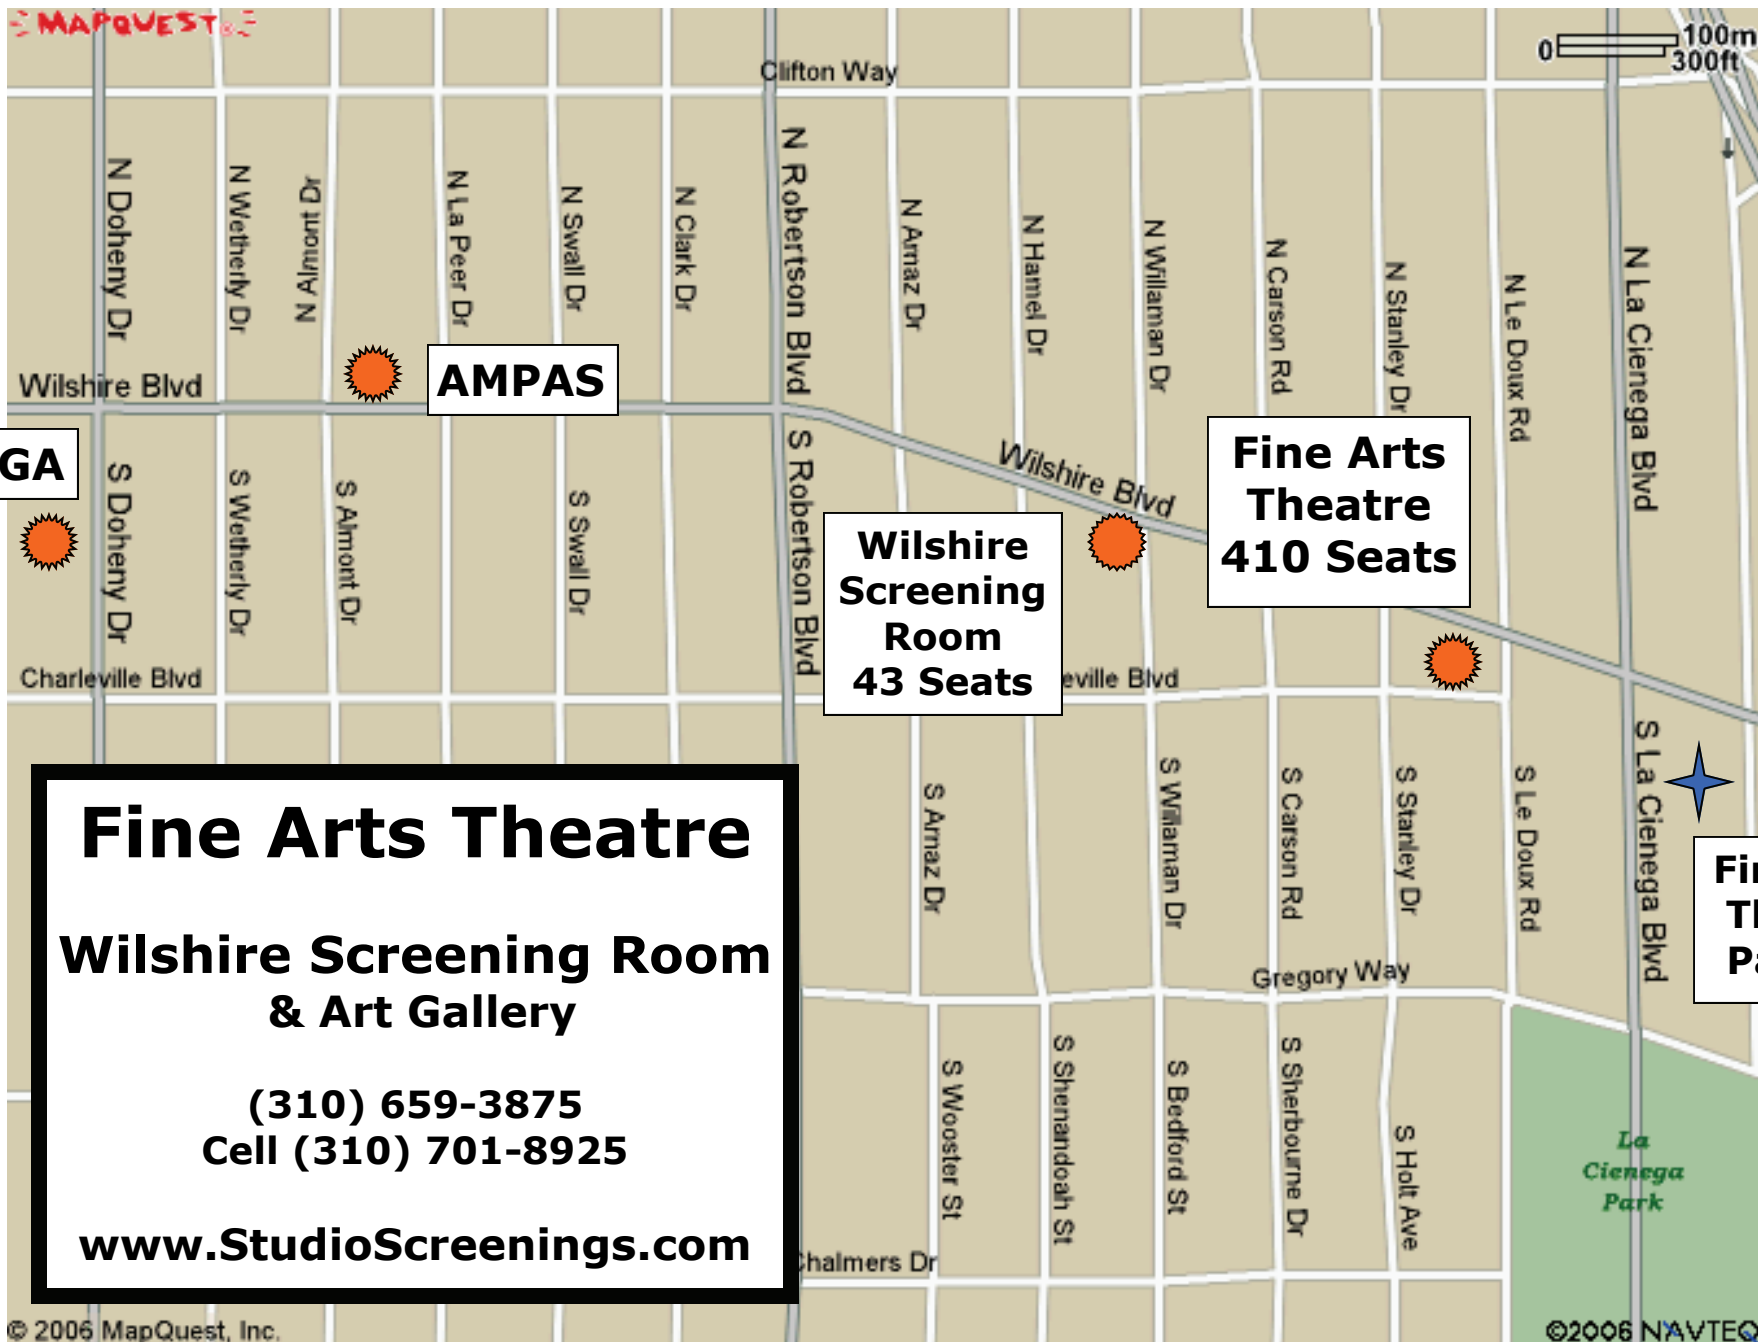 MAPQUEST®
0
100m
300ft
Clifton Way
N Doheny Dr
N Wetherly Dr
N Almont Dr
N La Peer Dr
N Swall Dr
N Clark Dr
N Robertson Blvd
N Arnaz Dr
N Hamel Dr
N Willaman Dr
N Carson Rd
N Stanley Dr
N Le Doux Rd
N La Cienega Blvd
Wilshire Blvd
AMPAS
GA
Wilshire Blvd
Fine Arts
Theatre
410 Seats
Wilshire
Screening
Room
43 Seats
S Doheny Dr
S Wetherly Dr
S Almont Dr
S Swall Dr
S Robertson Blvd
Charleville Blvd
eville Blvd
Fine Arts Theatre
Wilshire Screening Room
& Art Gallery
(310) 659-3875
Cell (310) 701-8925
www.StudioScreenings.com
S Arnaz Dr
S Willaman Dr
S Carson Rd
S Stanley Dr
S Le Doux Rd
S La Cienega Blvd
Fin
Th
Pa
Gregory Way
S Wooster St
S Shenandoah St
S Bedford St
S Sherbourne Dr
S Holt Ave
La
Cienega
Park
Chalmers Dr
© 2006 MapQuest, Inc.
©2006 NAVTEQ